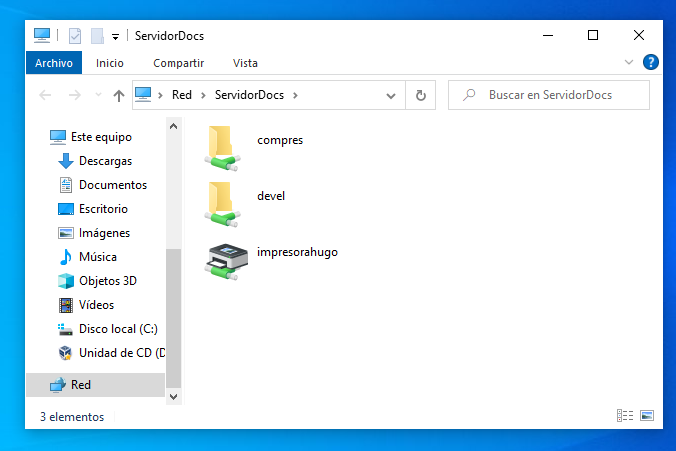 ServidorDocs
Archivo Inicio Compartir Vista
Red ServidorDocs Buscar en ServidorDocs
Este equipo
Descargas
Documentos
Escritorio
Imágenes
Música
Objetos 3D
Vídeos
Disco local (C:)
Unidad de CD (D
Red
compres
devel
impresorahugo
3 elementos